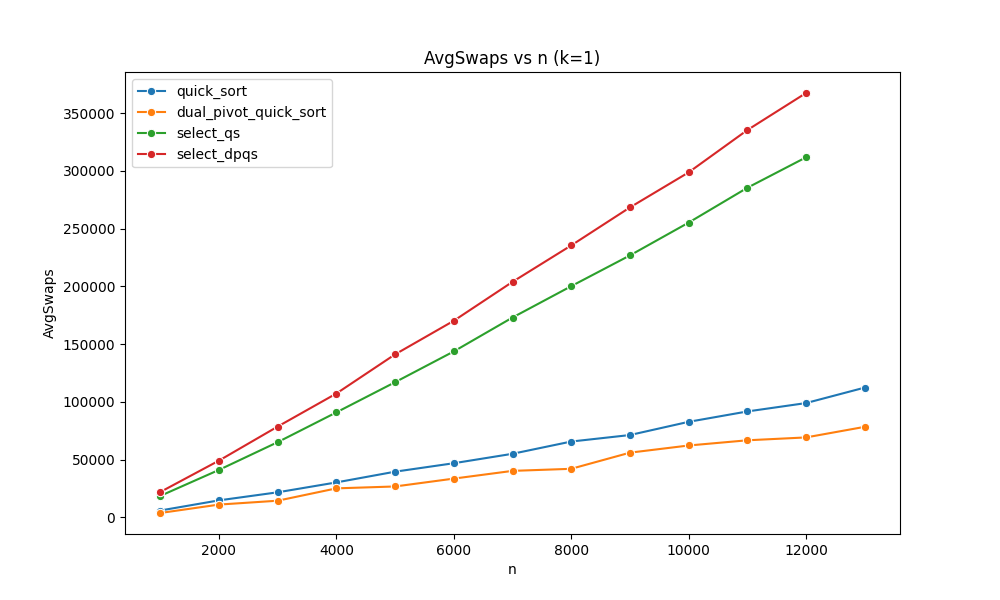 AvgSwaps vs n (k=1)
quick_sort
dual_pivot_quick_sort
select_qs
select_dpqs
AvgSwaps
350000
300000
250000
200000
150000
100000
50000
0
2000 4000 6000 8000 10000 12000
n